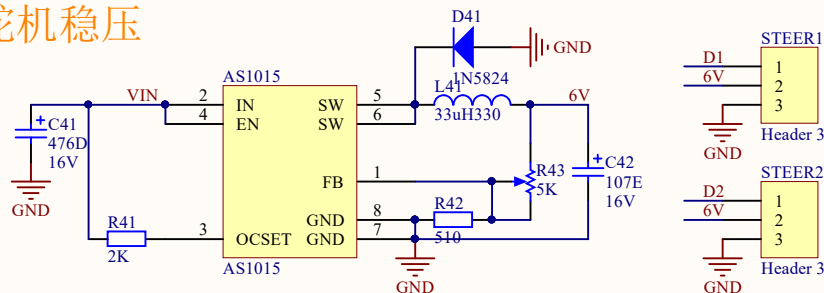 舵机稳压
D41
GND
1N5824
AS1015
VIN
2
IN
4
EN
SW
5
SW
6
L41
33uH330
6V
C41
476D
16V
GND
FB
1
R43
5K
C42
107E
16V
R41
2K
3
OCSET
GND
8
GND
7
R42
510
AS1015
GND
STEER1
D1
1
6V
2
3
GND
Header 3
STEER2
D2
1
6V
2
3
GND
Header 3